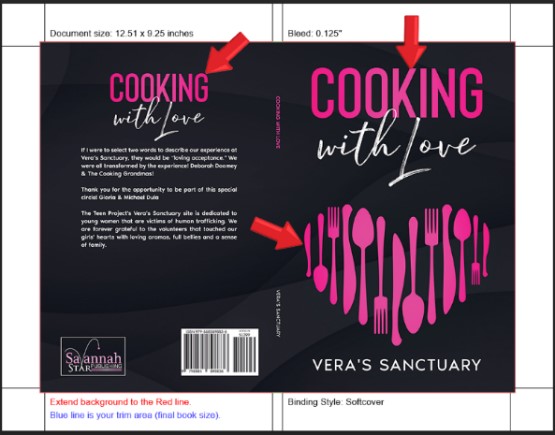 Document size: 12.51 x 9.25 inches
Bleed: 0.125"
COOKING
with Love
If I were to select two words to describe our experience at
Vera's Sanctuary, they would be "loving acceptance." We
were all transformed by the experience! Deborah Doomey
& The Cooking Grandmas!
Thank you for the opportunity to be part of this special
circle! Gloria & Michael Dula
The Teen Project's Vera's Sanctuary site is dedicated to
young women that are victims of human trafficking. We
are forever grateful to the volunteers that touched our
girls' hearts with loving aromas, full bellies and a sense
of family.
Savannah
STAR PUBLISHING
COOKING WITH LOVE
VERA'S SANCTUARY
COOKING
with Love
VERA'S SANCTUARY
Extend background to the Red line.
Blue line is your trim area (final book size).
Binding Style: Softcover